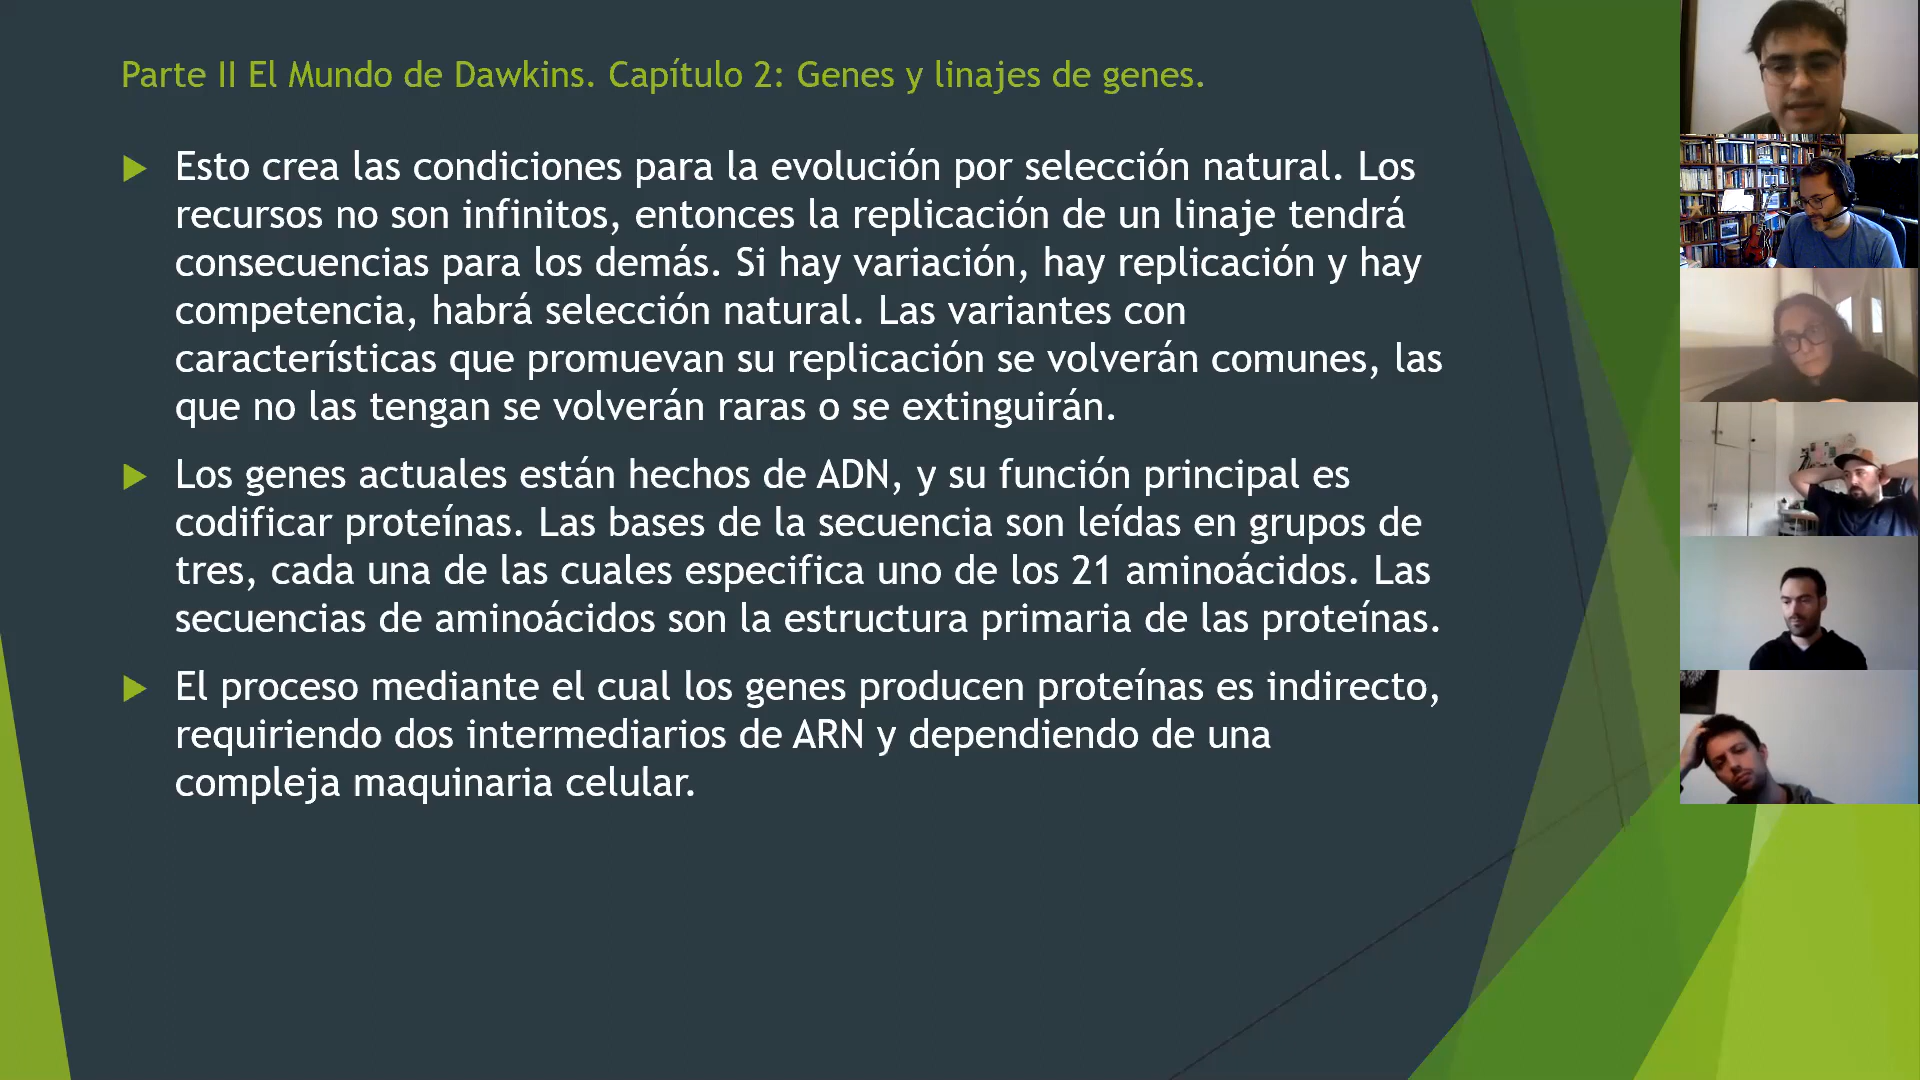 Parte II El Mundo de Dawkins. Capítulo 2: Genes y linajes de genes.
Esto crea las condiciones para la evolución por selección natural. Los
recursos no son infinitos, entonces la replicación de un linaje tendrá
consecuencias para los demás. Si hay variación, hay replicación y hay
competencia, habrá selección natural. Las variantes con
características que promuevan su replicación se volverán comunes, las
que no las tengan se volverán raras o se extinguirán.
Los genes actuales están hechos de ADN, y su función principal es
codificar proteínas. Las bases de la secuencia son leídas en grupos de
tres, cada una de las cuales especifica uno de los 21 aminoácidos. Las
secuencias de aminoácidos son la estructura primaria de las proteínas.
El proceso mediante el cual los genes producen proteínas es indirecto,
requiriendo dos intermediarios de ARN y dependiendo de una
compleja maquinaria celular.